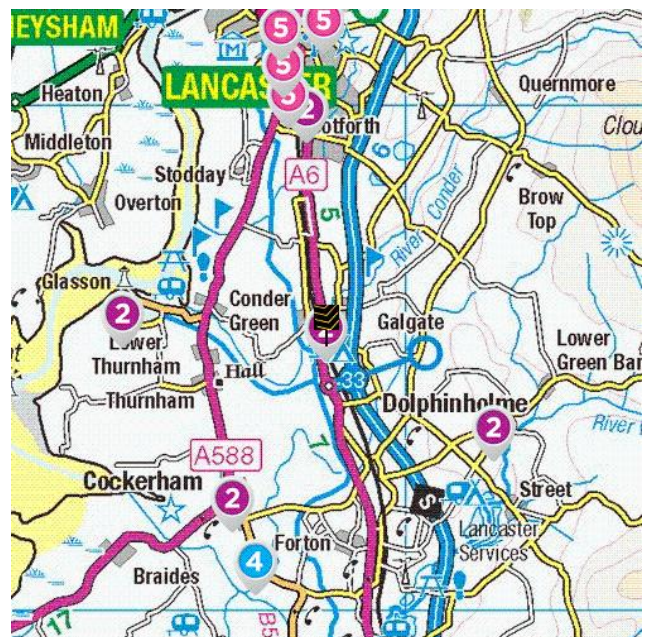 EYSHAM
5
5
5
5
LANCASTER
2
otforth
Heaton
Quernmore
Clou
Middleton
Stodday
A6
6
Overton
5
River Conder
Brow
Top
Glasson
2
Conder
Green
Galgate
Lower
Thurnham
Lower
Green Ba
Hall
33
Thurnham
Dolphinholme
2
River
A588
7
Cockerham
2
S
Street
Lancaster
Services
Forton
4
Braides
17
B5